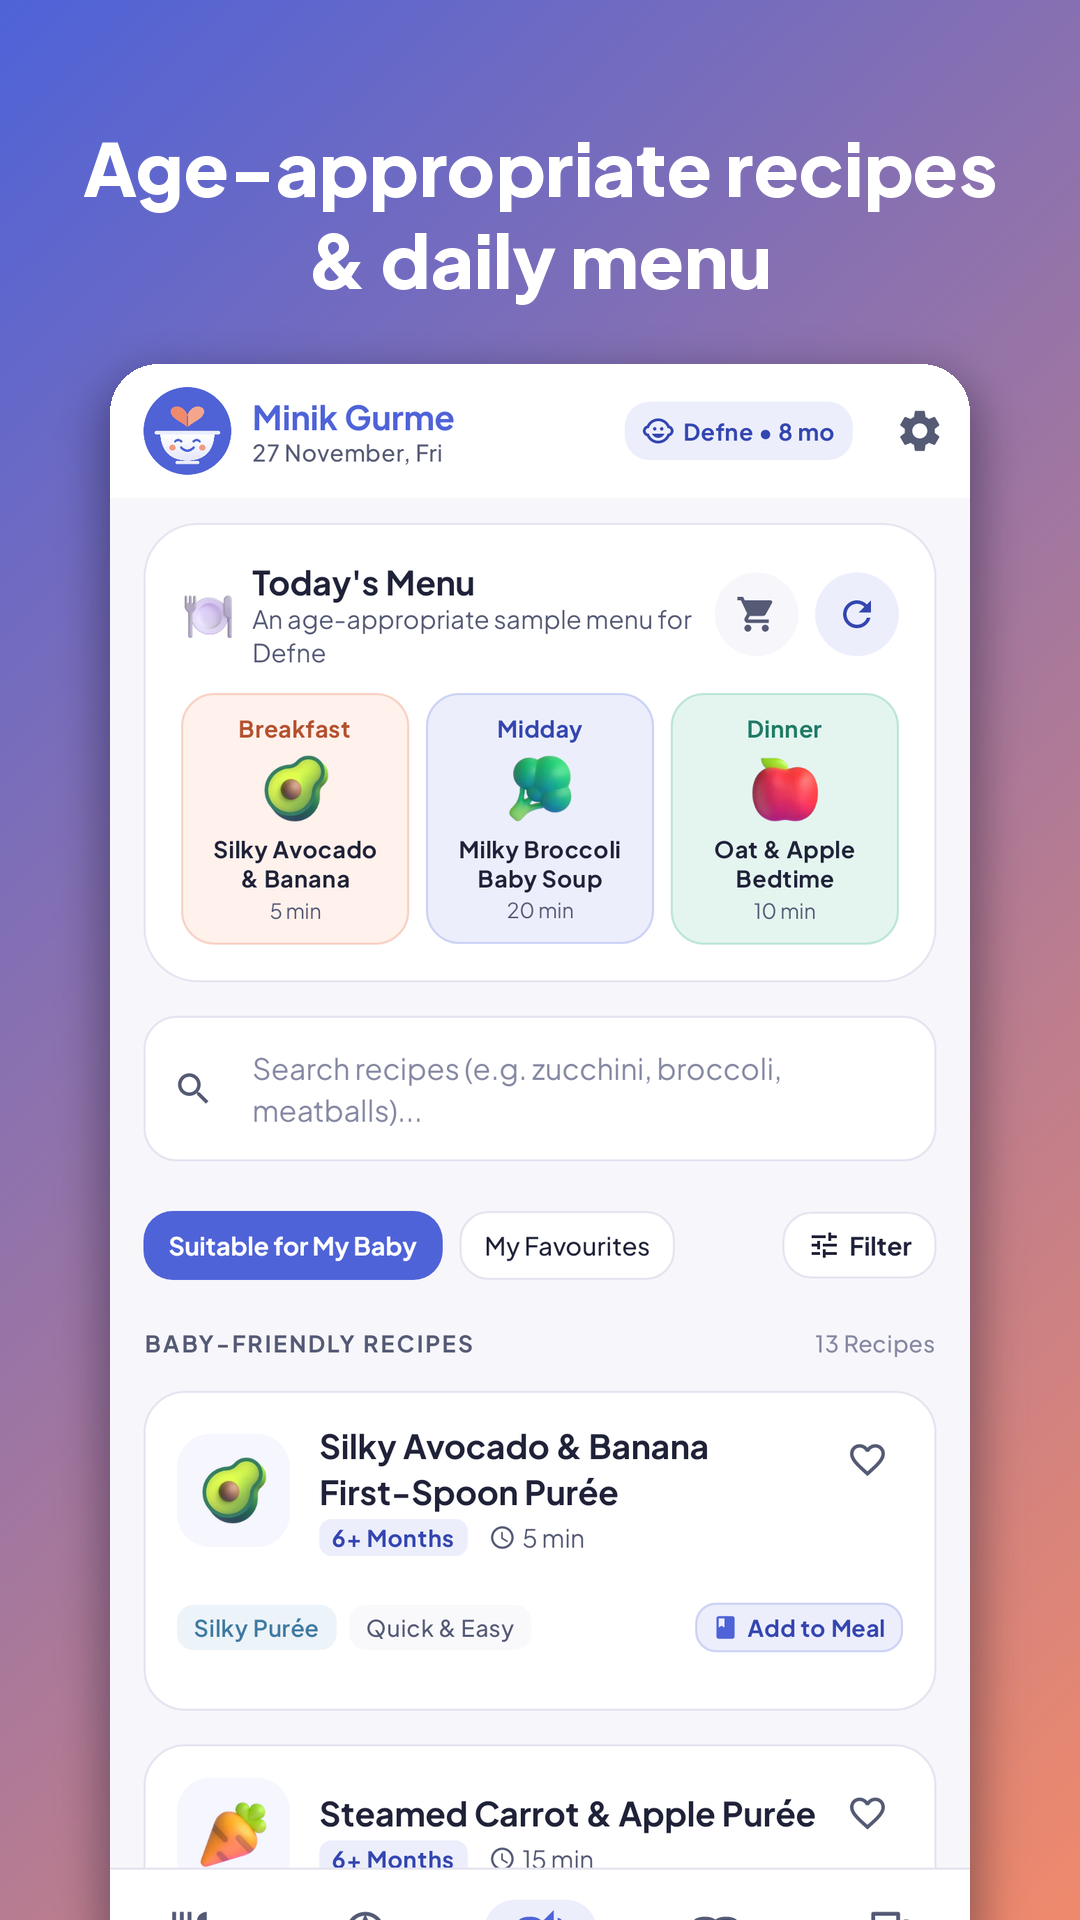 Age-appropriate recipes
& daily menu
Minik Gurme
27 November, Fri
Defne • 8 mo
Today's Menu
An age-appropriate sample menu for
Defne
Breakfast
Silky Avocado
& Banana
5 min
Midday
Milky Broccoli
Baby Soup
20 min
Dinner
Oat & Apple
Bedtime
10 min
Search recipes (e.g. zucchini, broccoli,
meatballs)...
Suitable for My Baby
My Favourites
Filter
BABY-FRIENDLY RECIPES
13 Recipes
Silky Avocado & Banana
First-Spoon Purée
6+ Months
5 min
Silky Purée
Quick & Easy
Add to Meal
Steamed Carrot & Apple Purée
6+ Months
15 min